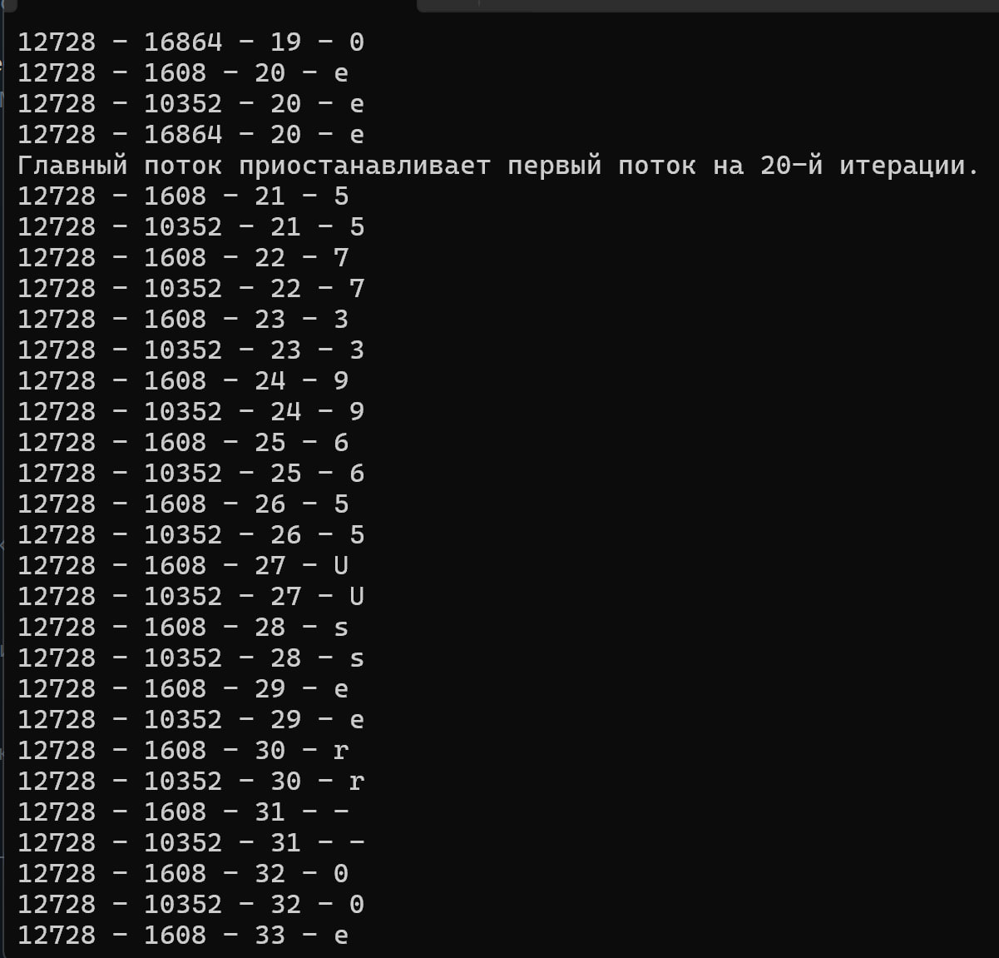 12728 - 16864 - 19 - 0
12728 - 1608 - 20 - e
12728 - 10352 - 20 - e
12728 - 16864 - 20 - e
Главный поток приостанавливает первый поток на 20-й итерации.
12728 - 1608 - 21 - 5
12728 - 10352 - 21 - 5
12728 - 1608 - 22 - 7
12728 - 10352 - 22 - 7
12728 - 1608 - 23 - 3
12728 - 10352 - 23 - 3
12728 - 1608 - 24 - 9
12728 - 10352 - 24 - 9
12728 - 1608 - 25 - 6
12728 - 10352 - 25 - 6
12728 - 1608 - 26 - 5
12728 - 10352 - 26 - 5
12728 - 1608 - 27 - U
12728 - 10352 - 27 - U
12728 - 1608 - 28 - s
12728 - 10352 - 28 - s
12728 - 1608 - 29 - e
12728 - 10352 - 29 - e
12728 - 1608 - 30 - r
12728 - 10352 - 30 - r
12728 - 1608 - 31 - -
12728 - 10352 - 31 - -
12728 - 1608 - 32 - 0
12728 - 10352 - 32 - 0
12728 - 1608 - 33 - e